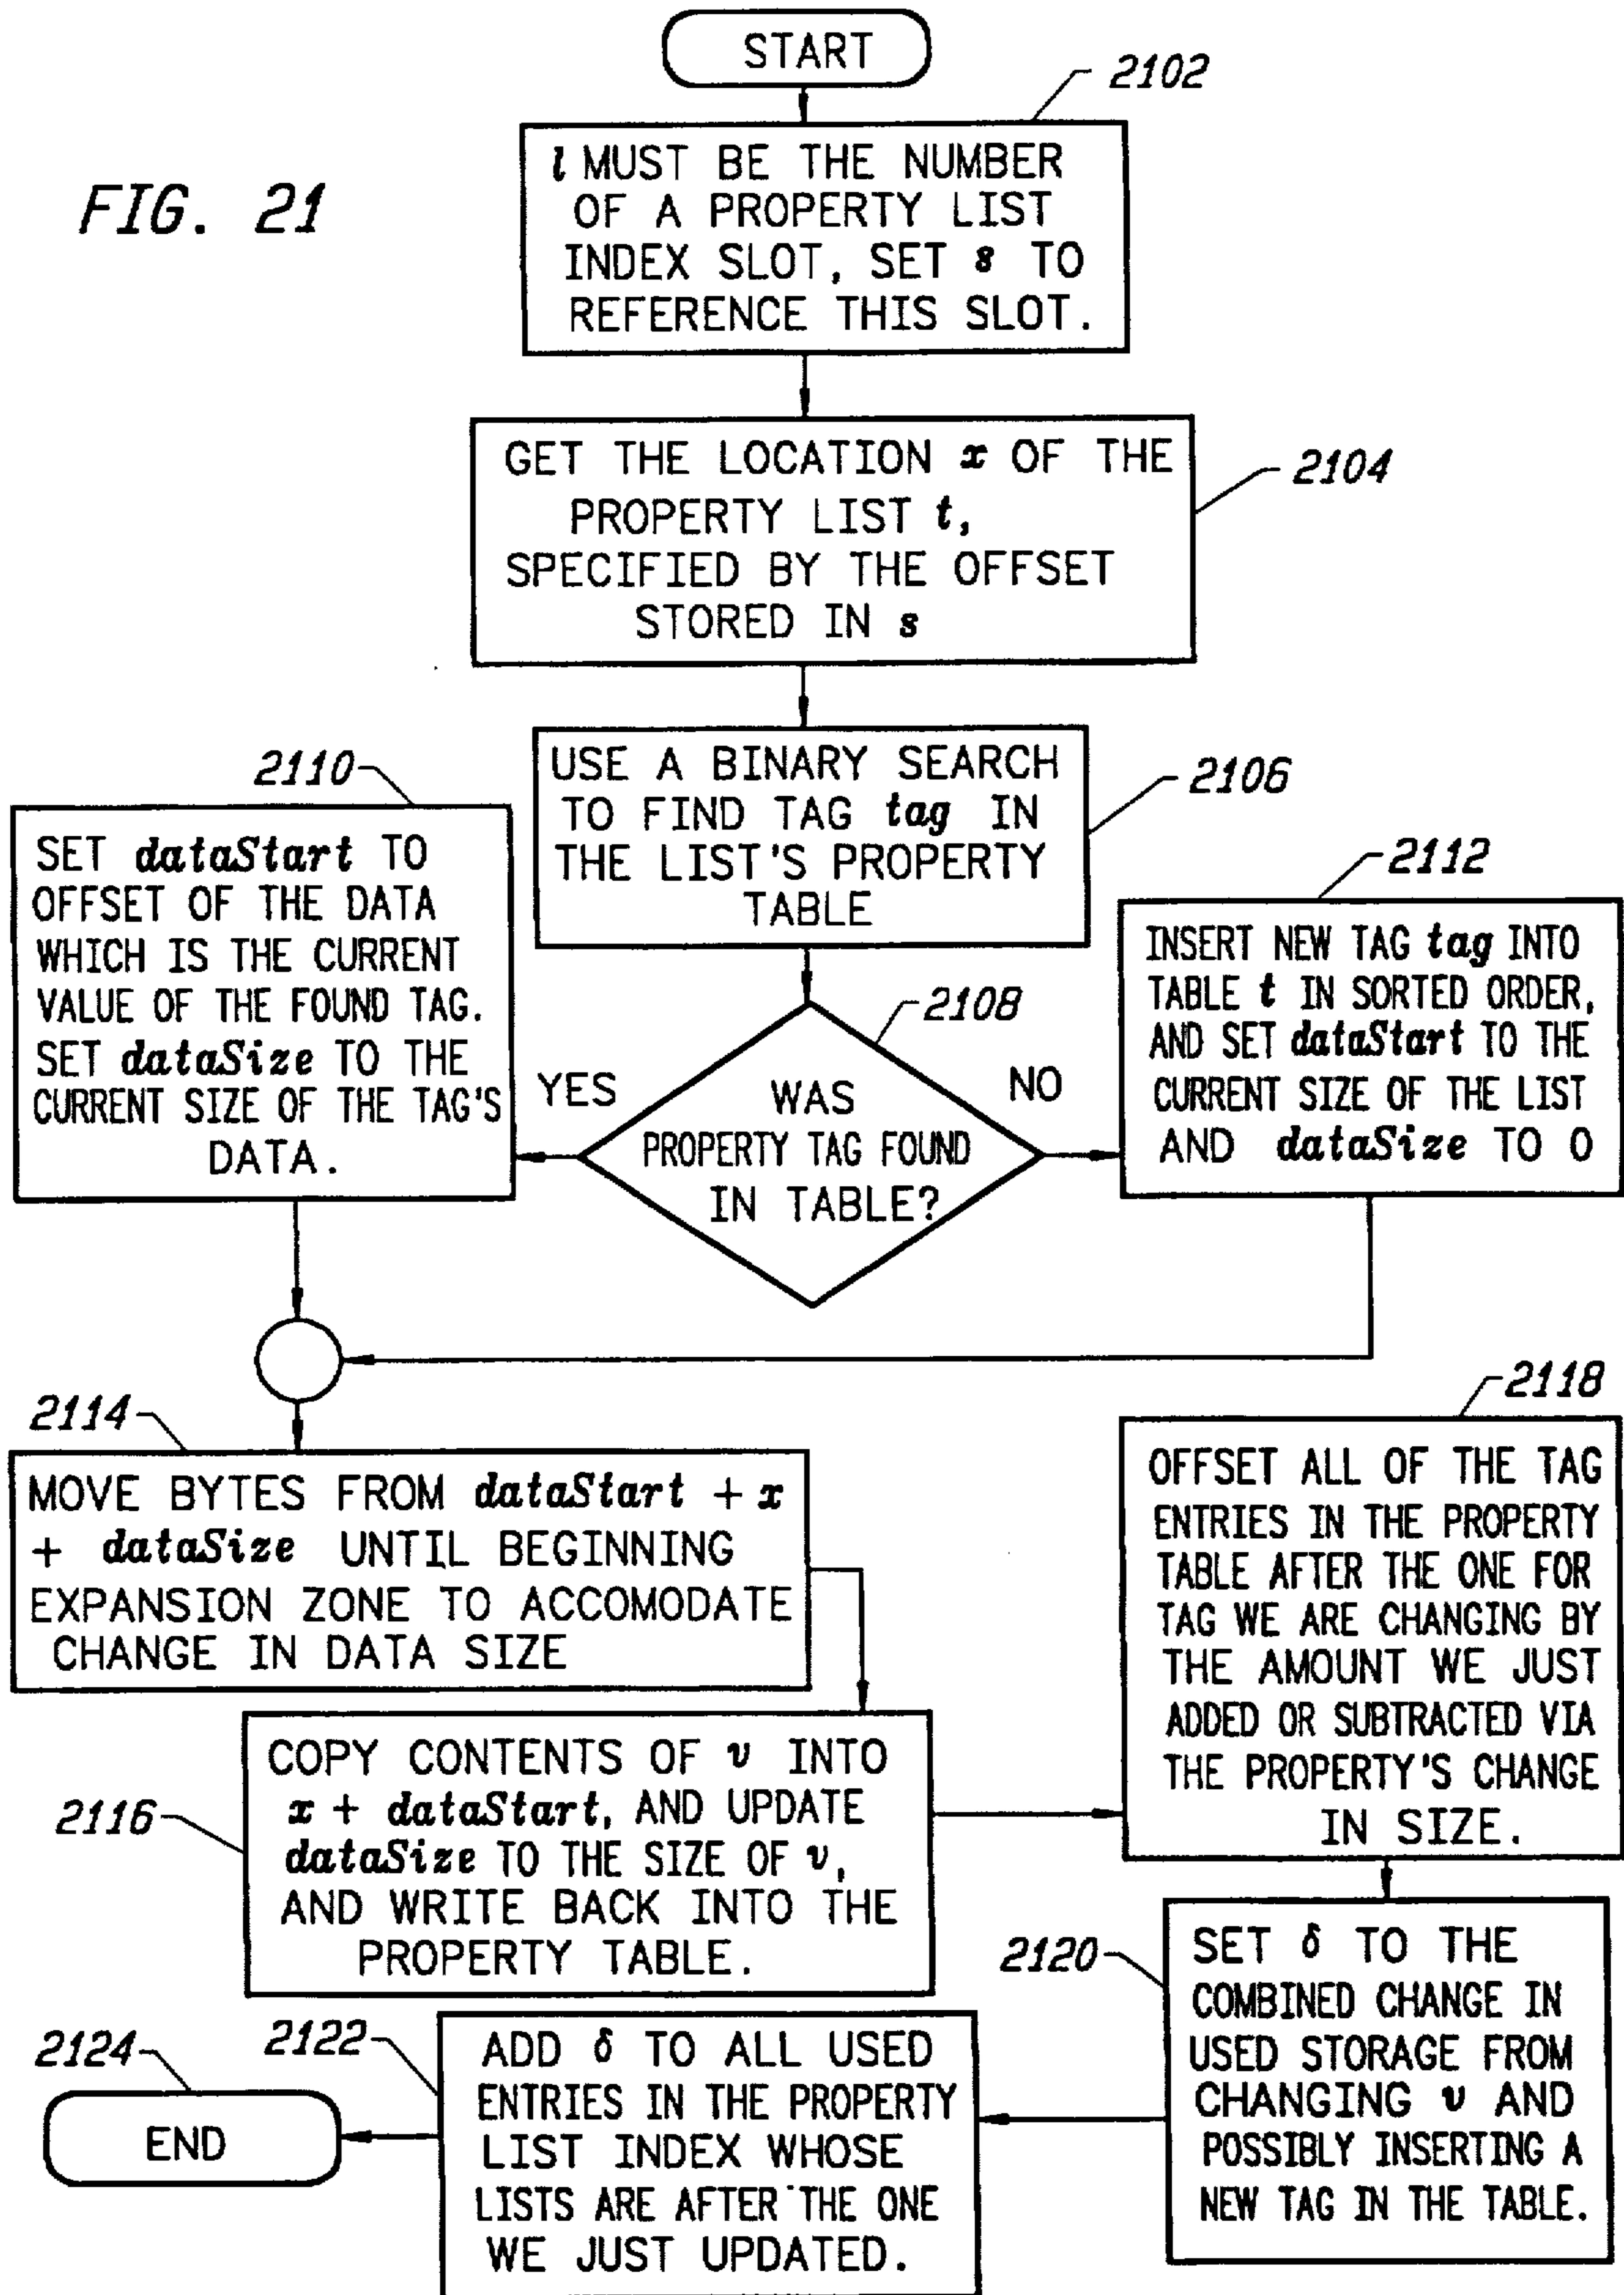 FIG. 21
START
2102
l MUST BE THE NUMBER
OF A PROPERTY LIST
INDEX SLOT, SET s TO
REFERENCE THIS SLOT.
2104
GET THE LOCATION x OF THE
PROPERTY LIST t,
SPECIFIED BY THE OFFSET
STORED IN s
2106
USE A BINARY SEARCH
TO FIND TAG tag IN
THE LIST'S PROPERTY
TABLE
2108
WAS
PROPERTY TAG FOUND
IN TABLE?
YES
NO
2110
SET dataStart TO
OFFSET OF THE DATA
WHICH IS THE CURRENT
VALUE OF THE FOUND TAG.
SET dataSize TO THE
CURRENT SIZE OF THE TAG'S
DATA.
2112
INSERT NEW TAG tag INTO
TABLE t IN SORTED ORDER,
AND SET dataStart TO THE
CURRENT SIZE OF THE LIST
AND dataSize TO 0
2114
MOVE BYTES FROM dataStart + x
+ dataSize UNTIL BEGINNING
EXPANSION ZONE TO ACCOMODATE
CHANGE IN DATA SIZE
2116
COPY CONTENTS OF v INTO
x + dataStart, AND UPDATE
dataSize TO THE SIZE OF v,
AND WRITE BACK INTO THE
PROPERTY TABLE.
2118
OFFSET ALL OF THE TAG
ENTRIES IN THE PROPERTY
TABLE AFTER THE ONE FOR
TAG WE ARE CHANGING BY
THE AMOUNT WE JUST
ADDED OR SUBTRACTED VIA
THE PROPERTY'S CHANGE
IN SIZE.
2120
SET δ TO THE
COMBINED CHANGE IN
USED STORAGE FROM
CHANGING v AND
POSSIBLY INSERTING A
NEW TAG IN THE TABLE.
2122
ADD δ TO ALL USED
ENTRIES IN THE PROPERTY
LIST INDEX WHOSE
LISTS ARE AFTER THE ONE
WE JUST UPDATED.
2124
END